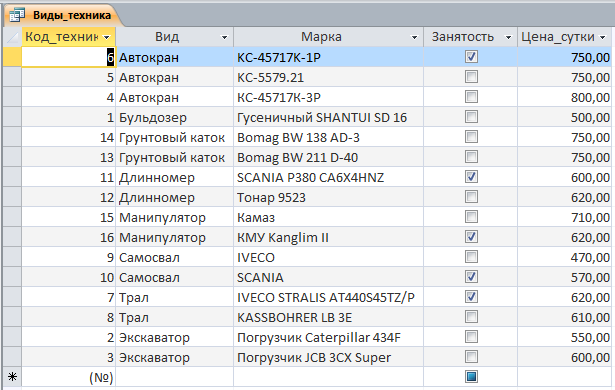 Виды_техника
Код_техник Вид Марка Занятость Цена_сутки
6 Автокран КС-45717К-1Р 750,00
5 Автокран КС-5579.21 750,00
4 Автокран КС-45717К-3Р 800,00
1 Бульдозер Гусеничный SHANTUI SD 16 500,00
14 Грунтовый каток Bomag BW 138 AD-3 750,00
13 Грунтовый каток Bomag BW 211 D-40 750,00
11 Длинномер SCANIA P380 CA6X4HNZ 600,00
12 Длинномер Тонар 9523 620,00
15 Манипулятор Камаз 710,00
16 Манипулятор КМУ Kanglim II 620,00
9 Самосвал IVECO 470,00
10 Самосвал SCANIA 570,00
7 Трал IVECO STRALIS AT440S45TZ/P 620,00
8 Трал KASSBOHRER LB 3E 610,00
2 Экскаватор Погрузчик Caterpillar 434F 550,00
3 Экскаватор Погрузчик JCB 3CX Super 600,00
(№)